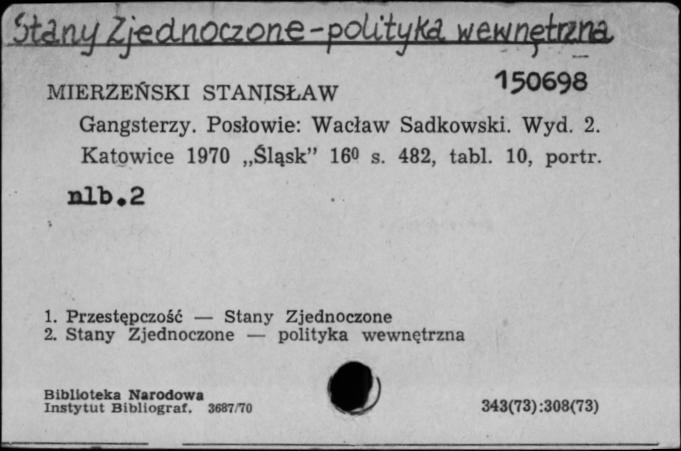 Stany Zjednoczone-polityka wewnętrzna
150698
MIERZEŃSKI STANISŁAW
Gangsterzy. Posłowie: Wacław Sadkowski. Wyd. 2.
Katowice 1970 „Śląsk” 16⁰ s. 482, tabl. 10, portr.
nlb.2
1. Przestępczość — Stany Zjednoczone
2. Stany Zjednoczone — polityka wewnętrzna
Biblioteka Narodowa
Instytut Bibliograf. 3687/70
343(73):308(73)